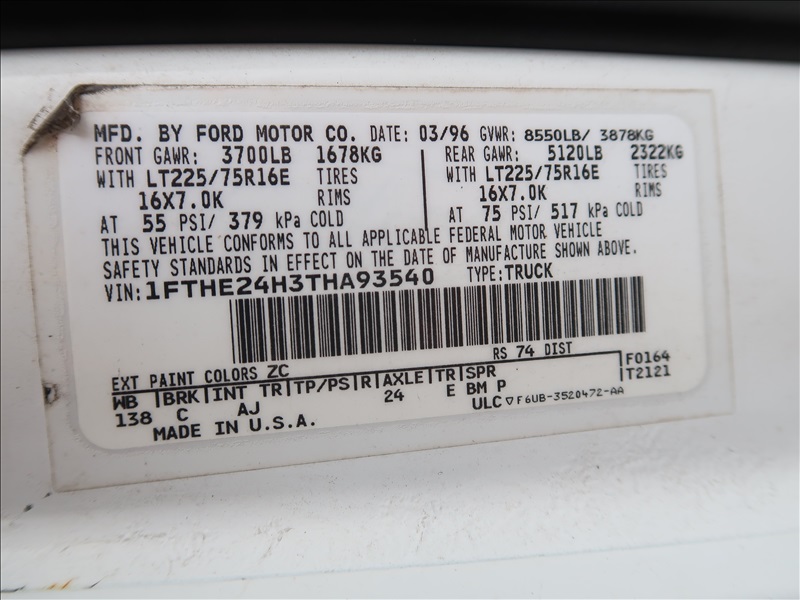 MFD. BY FORD MOTOR CO. DATE: 03/96 GVWR: 8550LB/ 3878KG
FRONT GAWR: 3700LB 1678KG REAR GAWR: 5120LB 2322KG
WITH LT225/75R16E TIRES WITH LT225/75R16E TIRES
16X7.0K RIMS 16X7.0K RIMS
AT 55 PSI/ 379 kPa COLD AT 75 PSI/ 517 kPa COLD
THIS VEHICLE CONFORMS TO ALL APPLICABLE FEDERAL MOTOR VEHICLE
SAFETY STANDARDS IN EFFECT ON THE DATE OF MANUFACTURE SHOWN ABOVE.
VIN: 1FTHE24H3THA93540 TYPE: TRUCK
RS 74 DIST
EXT PAINT COLORS ZC F0164
WB BRK INT TR TP/PS R AXLE TR SPR T2121
138 C AJ 24 E BM P
MADE IN U.S.A. ULC F6UB-3520472-AA